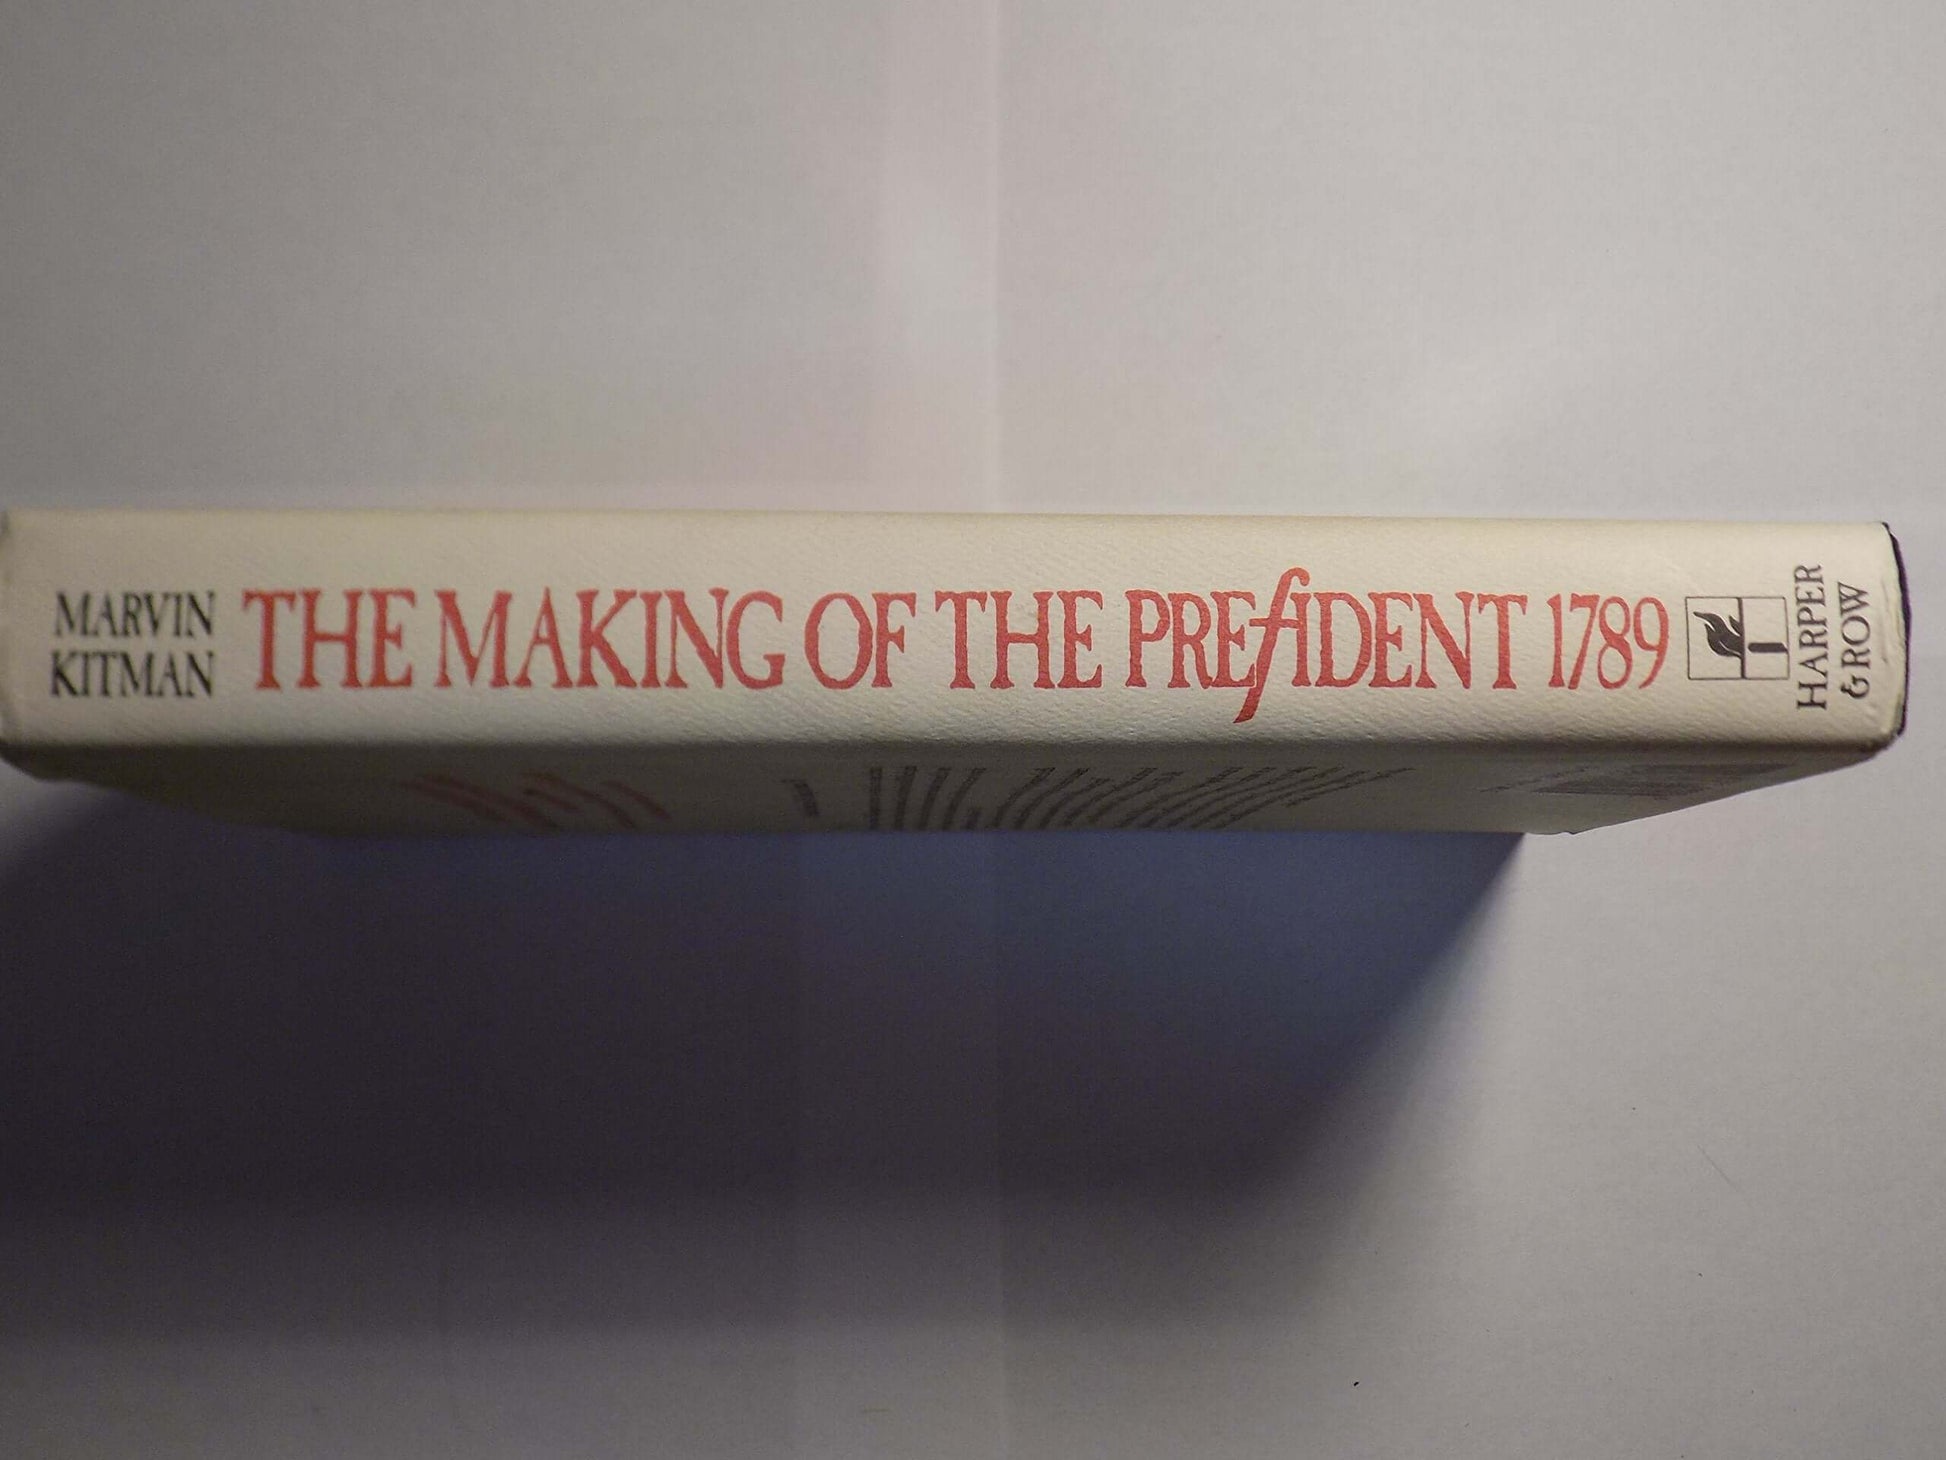 MARVIN
KITMAN
THE MAKING OF THE PREſIDENT 1789
HARPER
&ROW